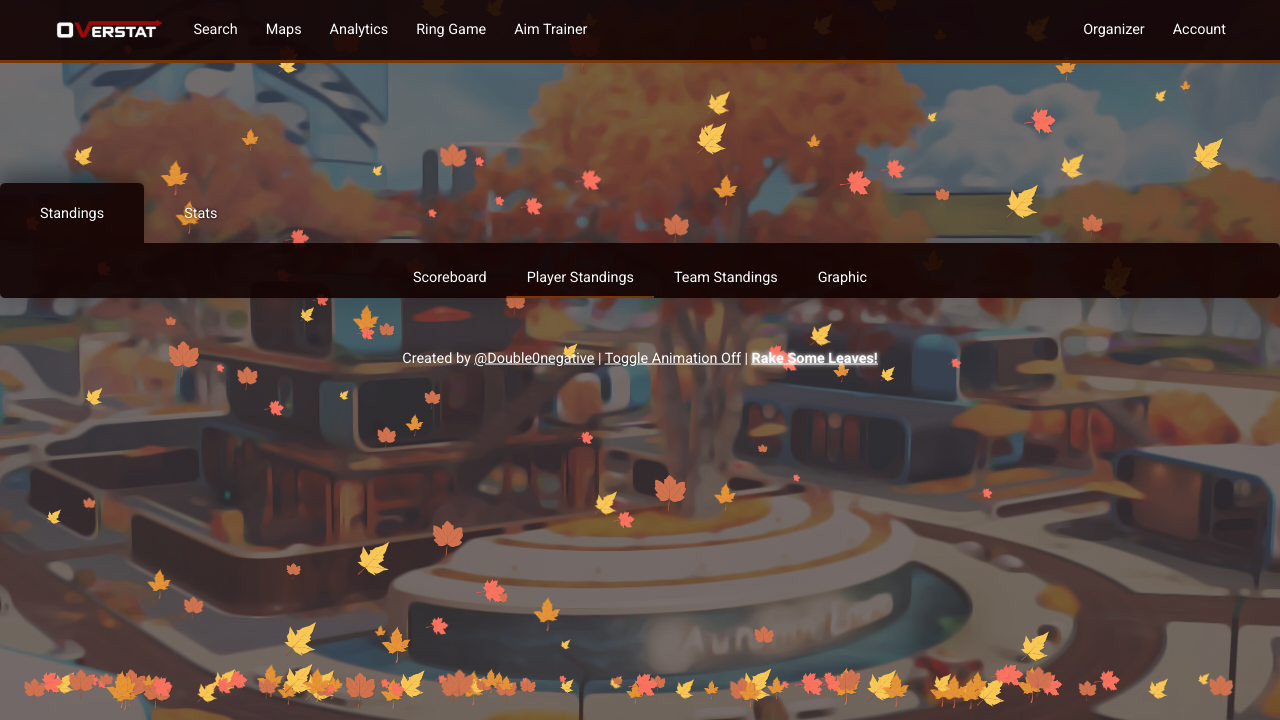 OVERSTAT
Search Maps Analytics Ring Game Aim Trainer Organizer Account
Standings Stats
Scoreboard Player Standings Team Standings Graphic
Created by @Double0negative | Toggle Animation Off | Rake Some Leaves!